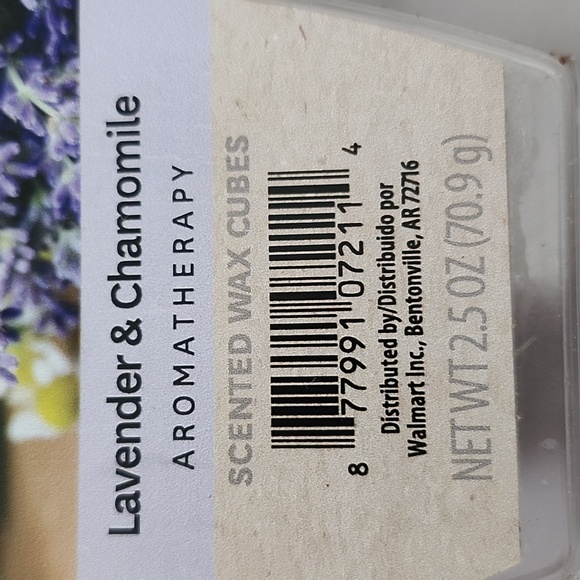 Lavender & Chamomile
AROMATHERAPY
SCENTED WAX CUBES
8 77991 07211 4
Distributed by/Distribuido por
Walmart Inc., Bentonville, AR 72716
NET WT 2.5 OZ (70.9 g)